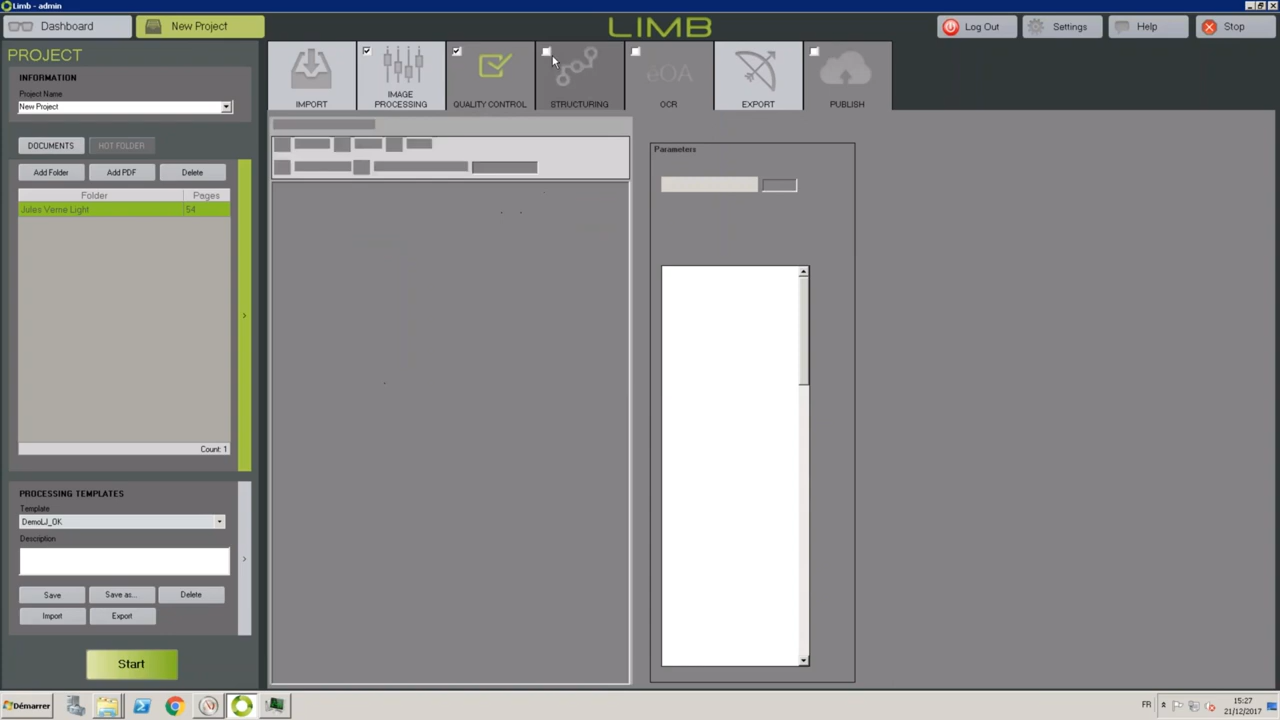 Limb - admin
Dashboard
New Project
LIMB
Log Out
Settings
Help
Stop
PROJECT
INFORMATION
Project Name
New Project
DOCUMENTS
HOT FOLDER
Add Folder
Add PDF
Delete
Folder
Pages
Jules Verne Light
54
Count: 1
PROCESSING TEMPLATES
Template
DemoLJ_OK
Description
Save
Save as...
Delete
Import
Export
Start
IMPORT
IMAGE
PROCESSING
QUALITY CONTROL
STRUCTURING
eOA
OCR
EXPORT
PUBLISH
Parameters
Démarrer
FR
15:27
21/12/2017